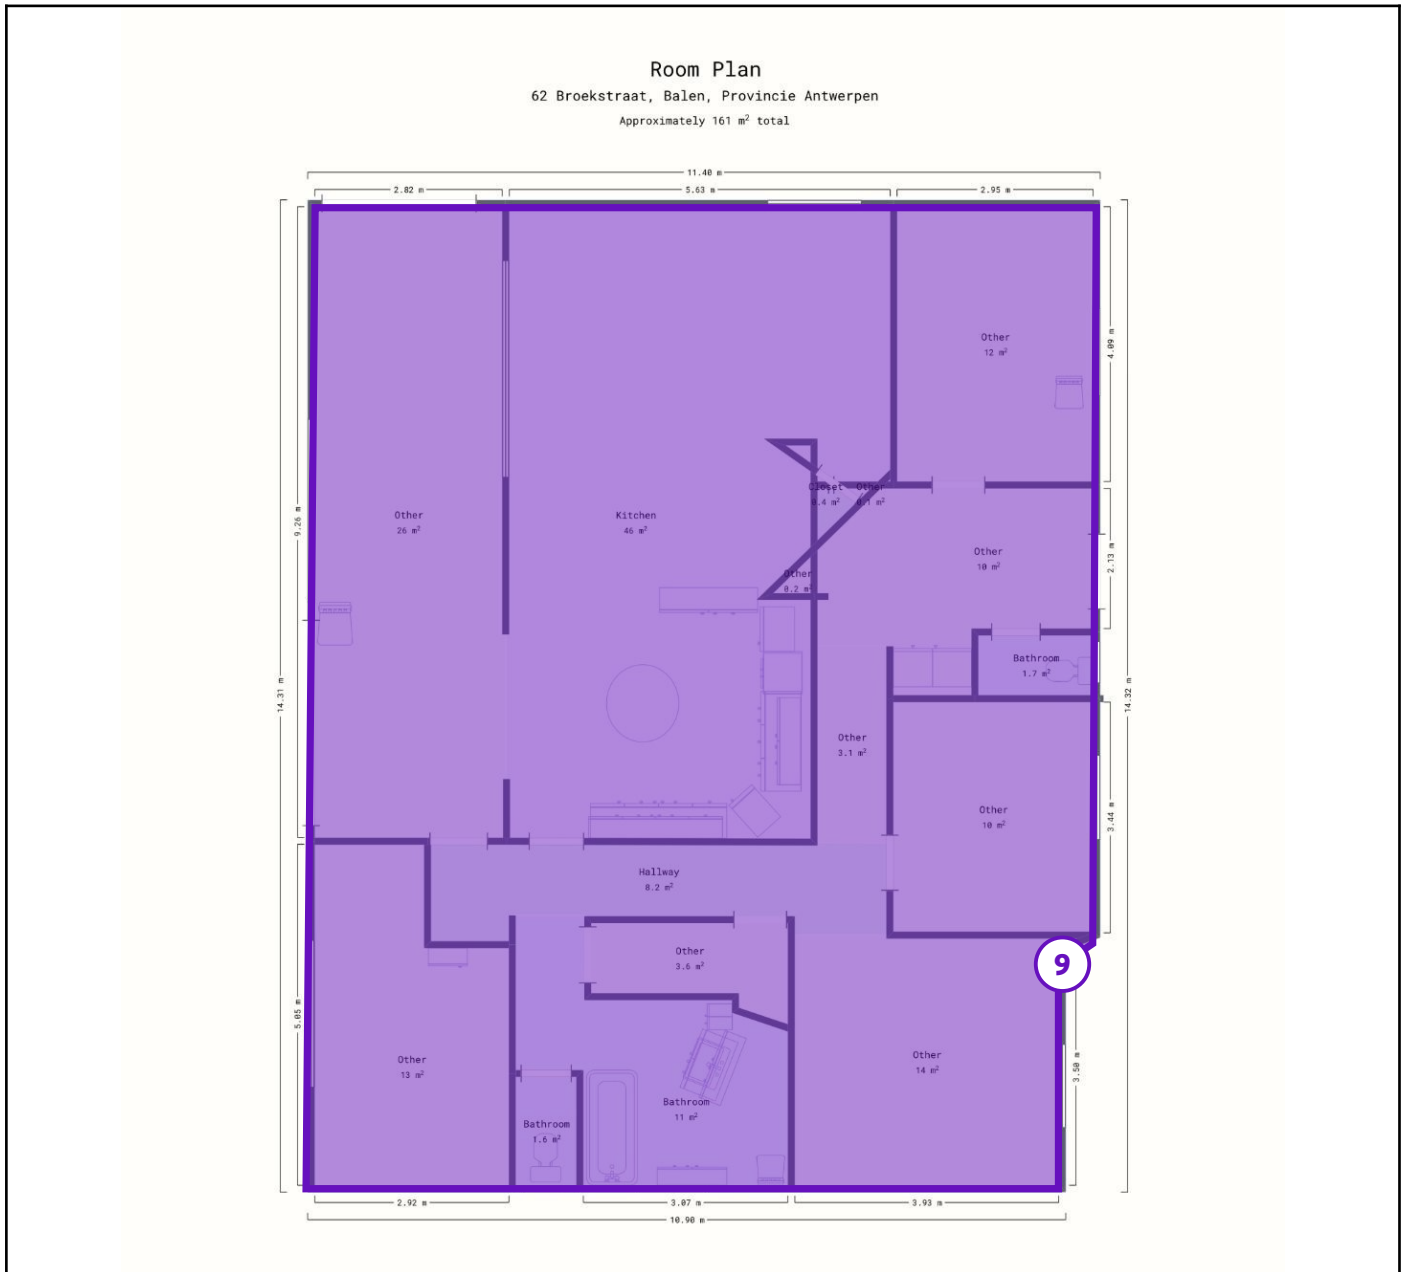 Room Plan
62 Broekstraat, Balen, Provincie Antwerpen
Approximately 161 m² total
11.40 m
2.82 m
5.63 m
2.95 m
Other
12 m²
4.09 m
Closet
0.4 m²
Other
0.1 m²
9.26 m
Other
26 m²
Kitchen
46 m²
Other
10 m²
2.13 m
Other
0.2 m²
Bathroom
1.7 m²
14.31 m
14.32 m
Other
3.1 m²
Other
10 m²
3.44 m
Hallway
8.2 m²
Other
3.6 m²
9
5.05 m
Other
13 m²
Other
14 m²
3.50 m
Bathroom
11 m²
Bathroom
1.6 m²
2.92 m
3.07 m
3.93 m
10.90 m